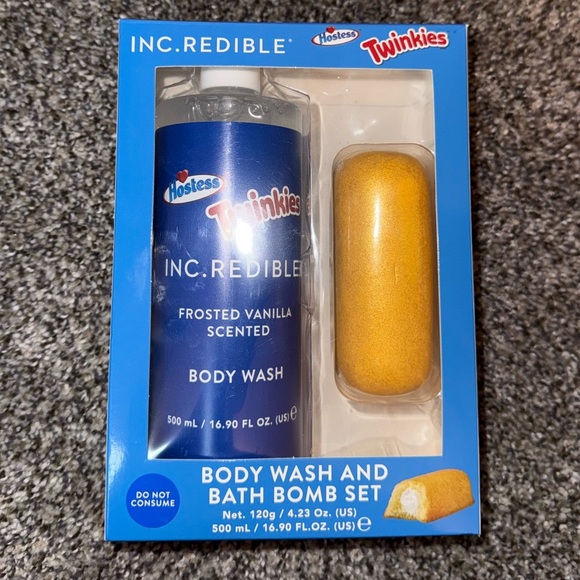 INC.REDIBLE®
Hostess
Twinkies
Hostess
Twinkies
INC.REDIBLE
FROSTED VANILLA
SCENTED
BODY WASH
500 mL / 16.90 FL OZ. (US) ℮
DO NOT
CONSUME
BODY WASH AND
BATH BOMB SET
Net. 120g / 4.23 Oz. (US)
500 mL / 16.90 FL.OZ. (US) ℮